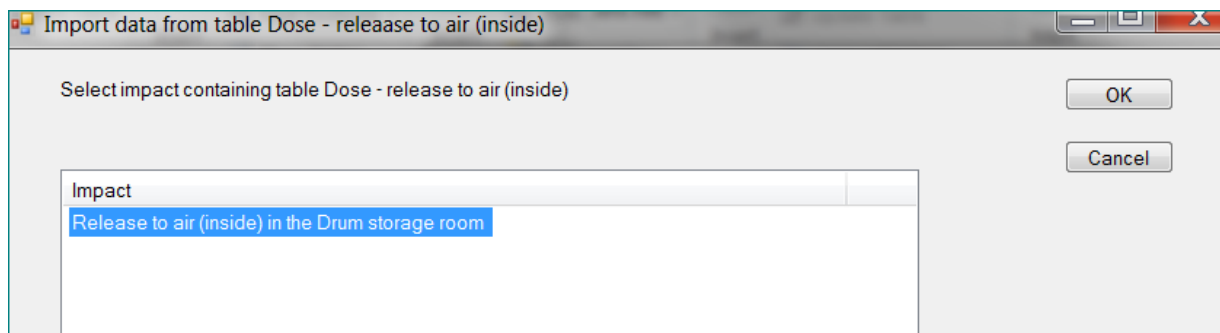 Import data from table Dose - releaase to air (inside)
Select impact containing table Dose - release to air (inside)
OK
Cancel
Impact
Release to air (inside) in the Drum storage room